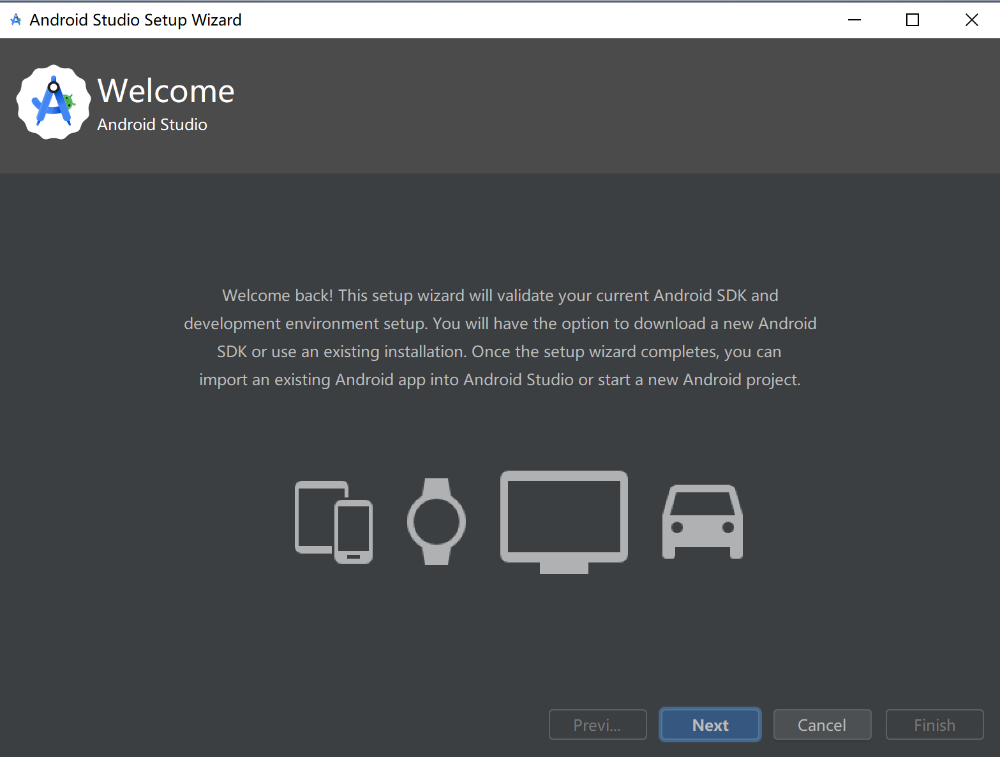 Android Studio Setup Wizard
Welcome
Android Studio
Welcome back! This setup wizard will validate your current Android SDK and
development environment setup. You will have the option to download a new Android
SDK or use an existing installation. Once the setup wizard completes, you can
import an existing Android app into Android Studio or start a new Android project.
Previ...
Next
Cancel
Finish